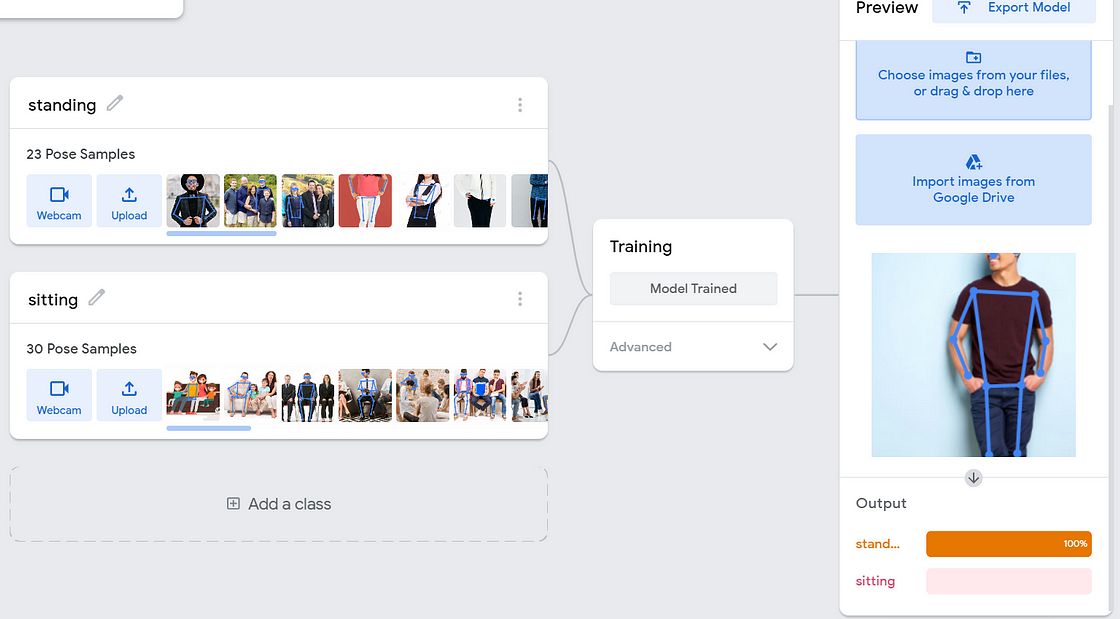 standing
23 Pose Samples
Webcam
Upload
sitting
30 Pose Samples
Webcam
Upload
Add a class
Training
Model Trained
Advanced
Preview
Export Model
Choose images from your files,
or drag & drop here
Import images from
Google Drive
Output
stand...
100%
sitting